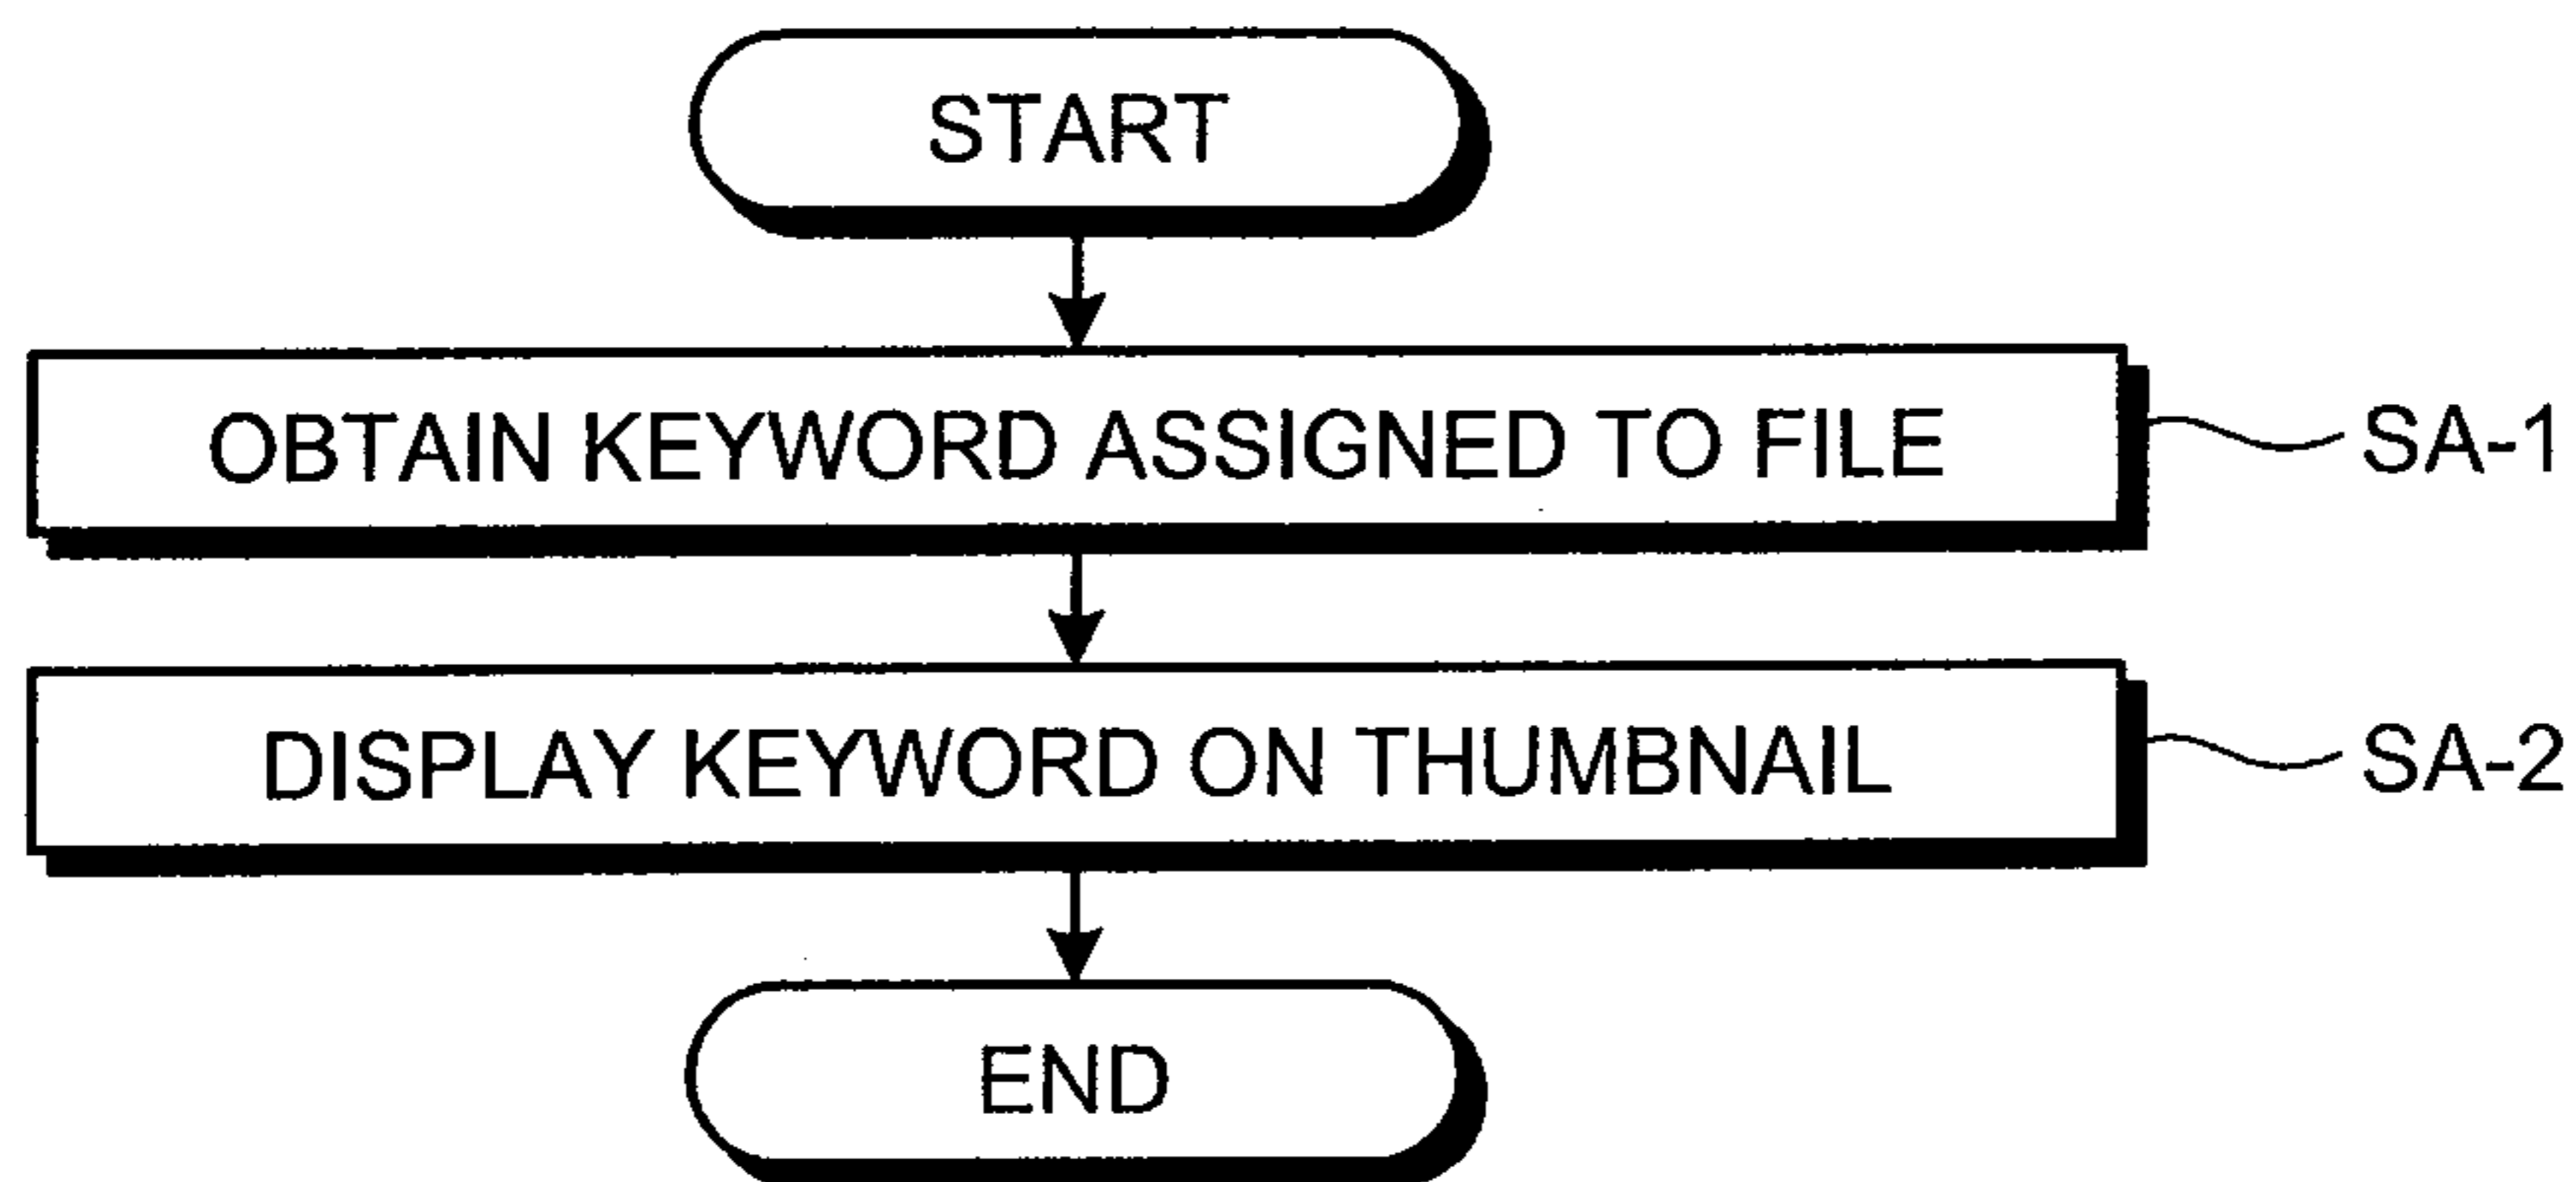 START
OBTAIN KEYWORD ASSIGNED TO FILE
SA-1
DISPLAY KEYWORD ON THUMBNAIL
SA-2
END